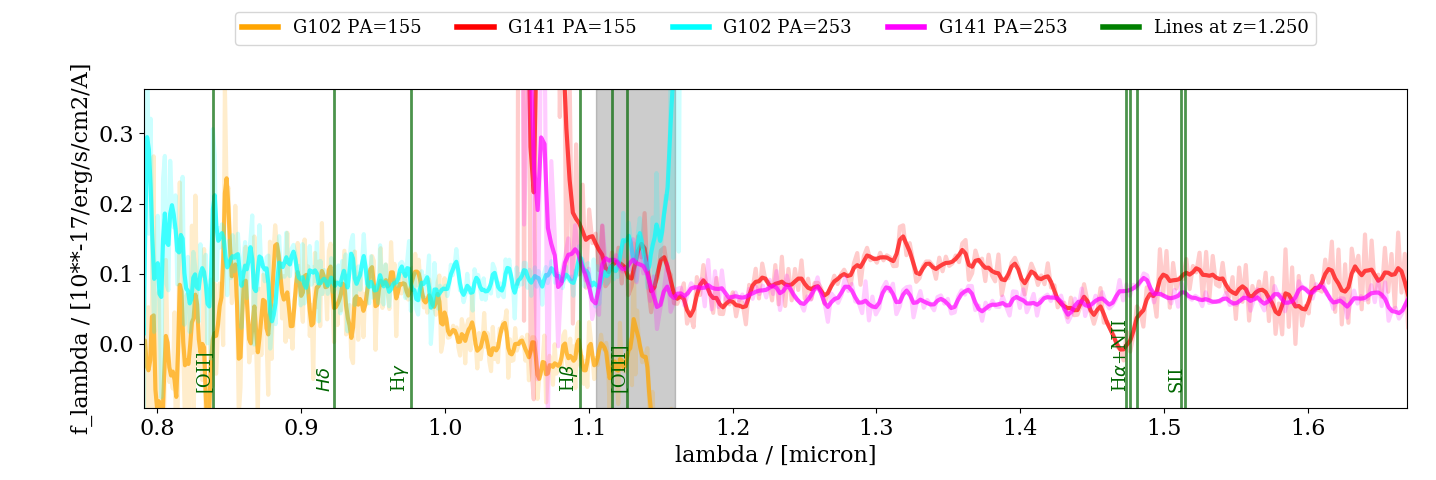 G102 PA=155 G141 PA=155 G102 PA=253 G141 PA=253 Lines at z=1.250
f_lambda / [10**-17/erg/s/cm2/A]
0.3
0.2
0.1
0.0
[OII]
Hδ
Hγ
Hβ
[OIII]
Hα+NII
SII
0.8 0.9 1.0 1.1 1.2 1.3 1.4 1.5 1.6
lambda / [micron]